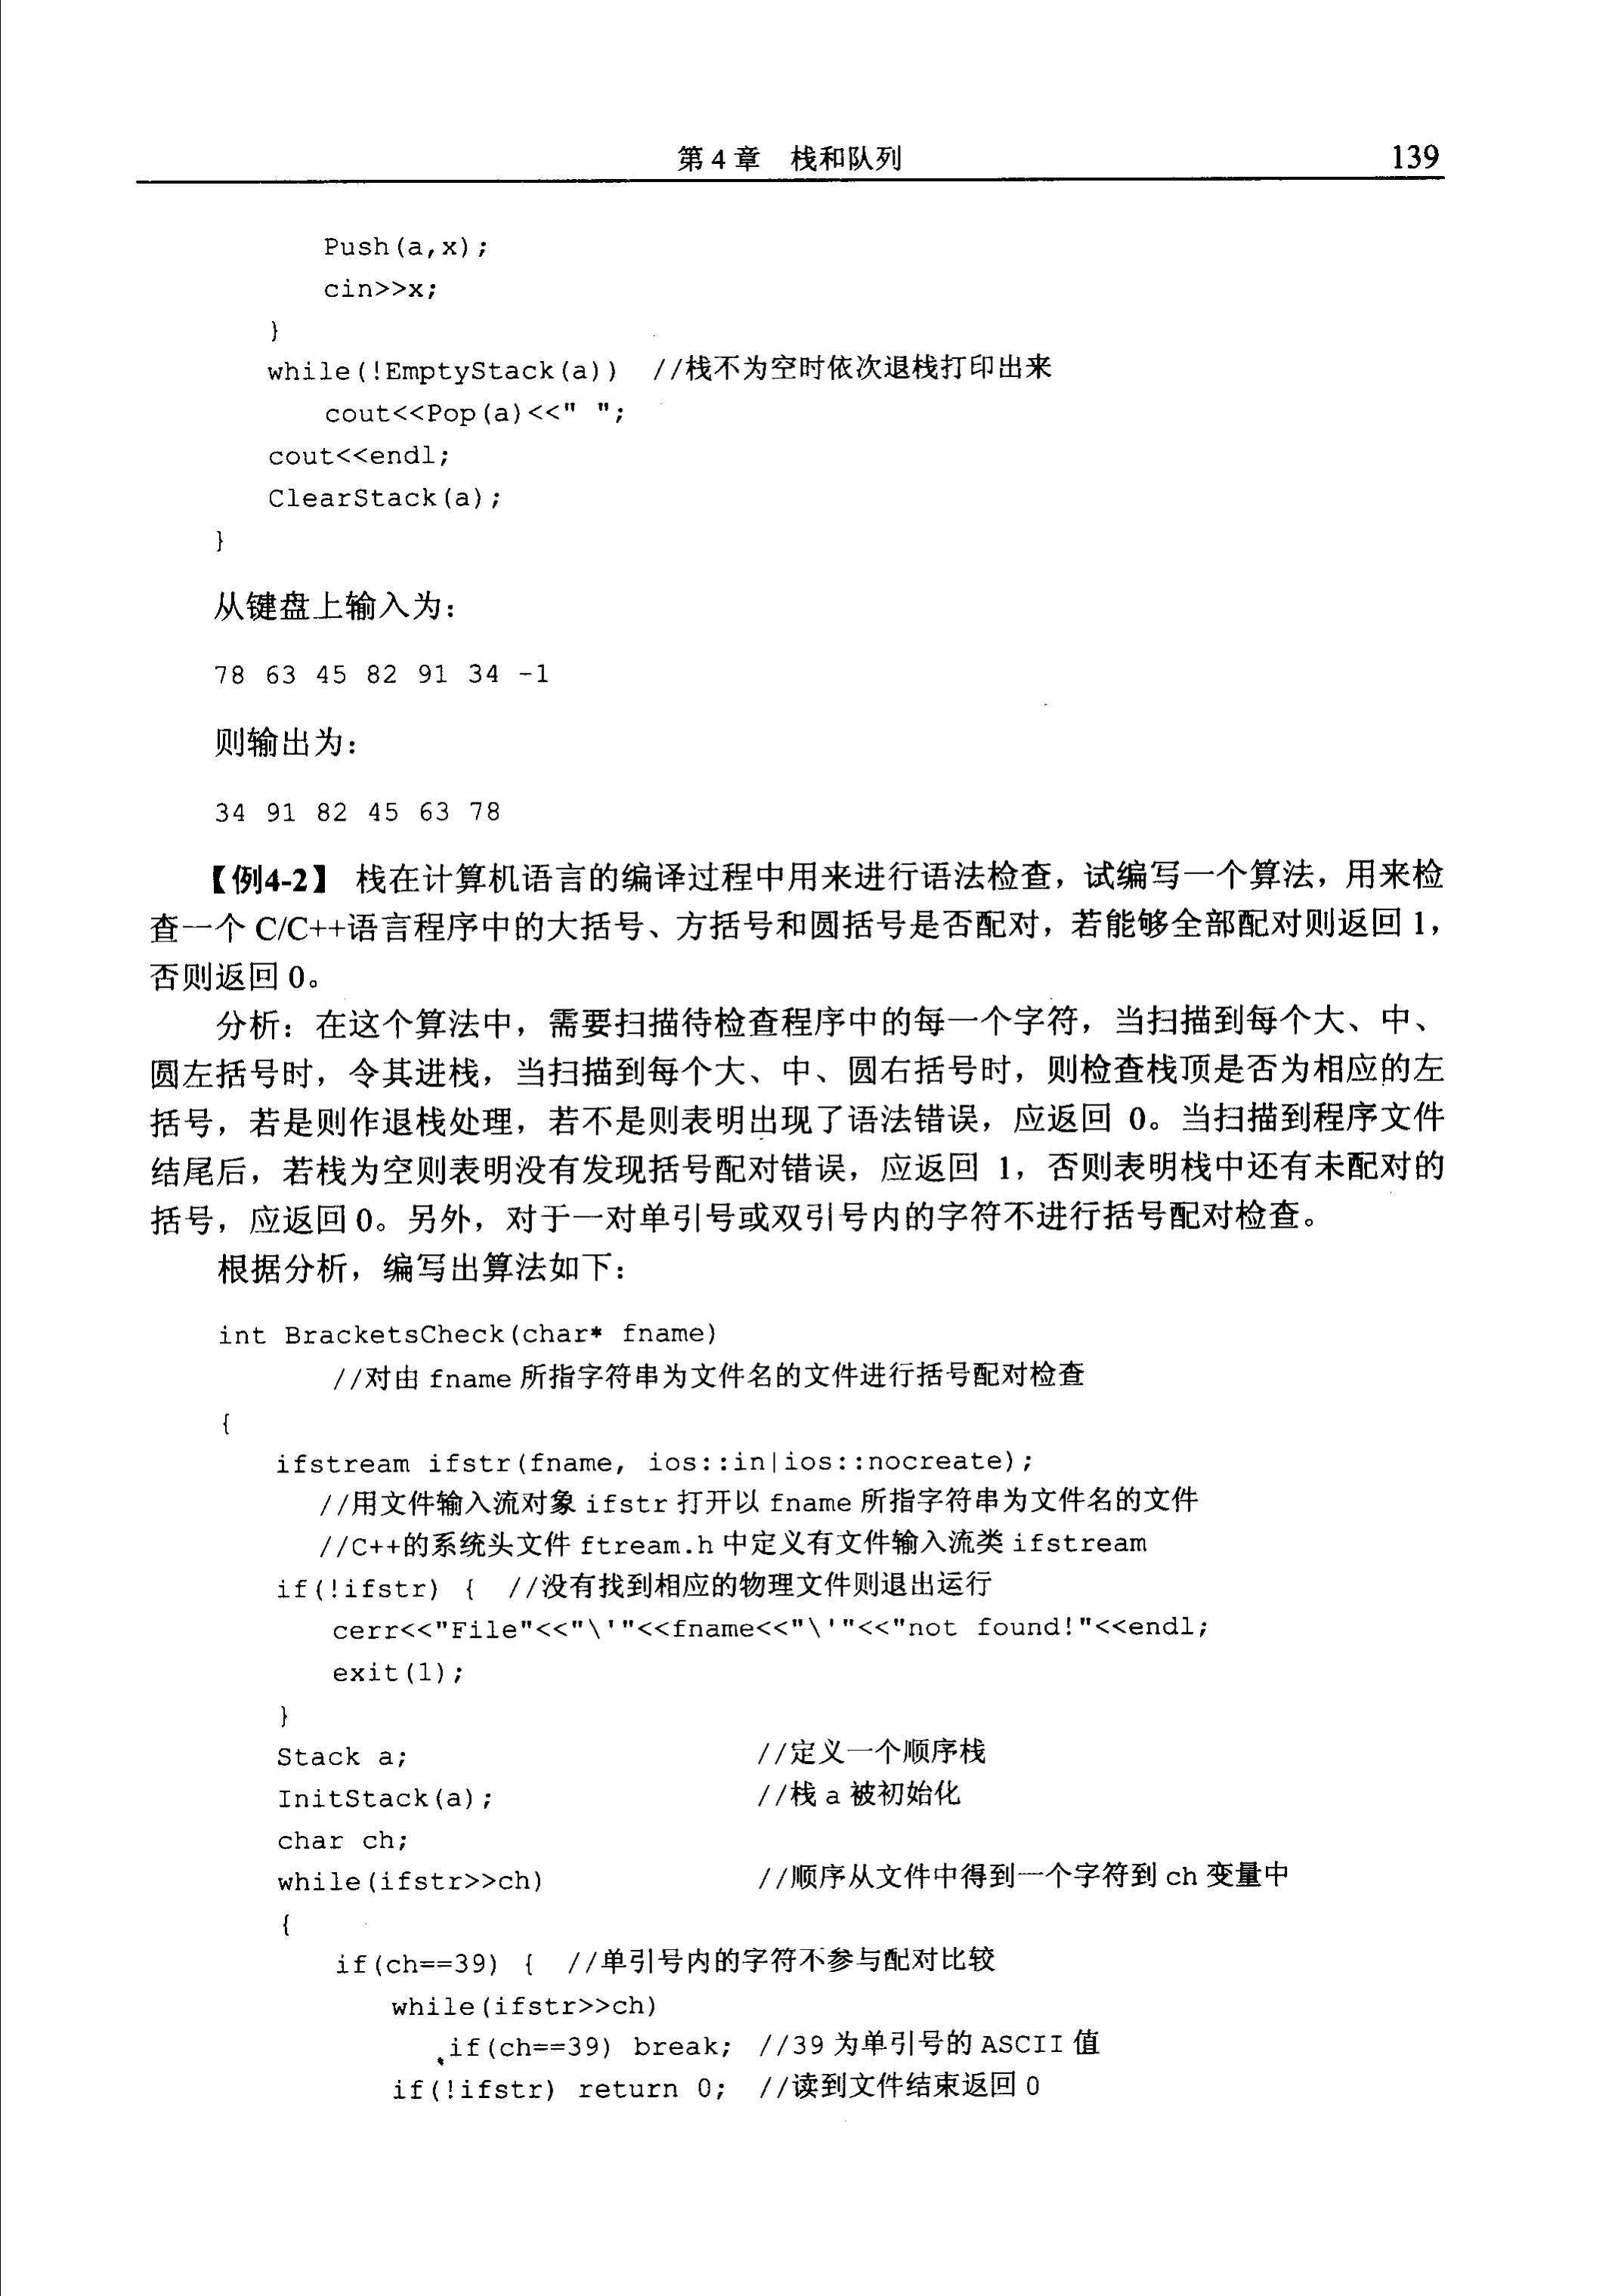 第 4 章 栈和队列 139
Push(a,x);
cin>>x;
}
while(!EmptyStack(a)) //栈不为空时依次退栈打印出来
cout<<Pop(a)<<" ";
cout<<endl;
ClearStack(a);
}
从键盘上输入为：
78 63 45 82 91 34 -1
则输出为：
34 91 82 45 63 78
【例4-2】 栈在计算机语言的编译过程中用来进行语法检查，试编写一个算法，用来检
查一个 C/C++语言程序中的大括号、方括号和圆括号是否配对，若能够全部配对则返回 1，
否则返回 0。
分析：在这个算法中，需要扫描待检查程序中的每一个字符，当扫描到每个大、中、
圆左括号时，令其进栈，当扫描到每个大、中、圆右括号时，则检查栈顶是否为相应的左
括号，若是则作退栈处理，若不是则表明出现了语法错误，应返回 0。当扫描到程序文件
结尾后，若栈为空则表明没有发现括号配对错误，应返回 1，否则表明栈中还有未配对的
括号，应返回 0。另外，对于一对单引号或双引号内的字符不进行括号配对检查。
根据分析，编写出算法如下：
int BracketsCheck(char* fname)
//对由 fname 所指字符串为文件名的文件进行括号配对检查
{
ifstream ifstr(fname, ios::in|ios::nocreate);
//用文件输入流对象 ifstr 打开以 fname 所指字符串为文件名的文件
//C++的系统头文件 ftream.h 中定义有文件输入流类 ifstream
if(!ifstr) { //没有找到相应的物理文件则退出运行
cerr<<"File"<<"\'"<<fname<<"\'"<<"not found!"<<endl;
exit(1);
}
Stack a; //定义一个顺序栈
InitStack(a); //栈 a 被初始化
char ch;
while(ifstr>>ch) //顺序从文件中得到一个字符到 ch 变量中
{
if(ch==39) { //单引号内的字符不参与配对比较
while(ifstr>>ch)
if(ch==39) break; //39 为单引号的 ASCII 值
if(!ifstr) return 0; //读到文件结束返回 0